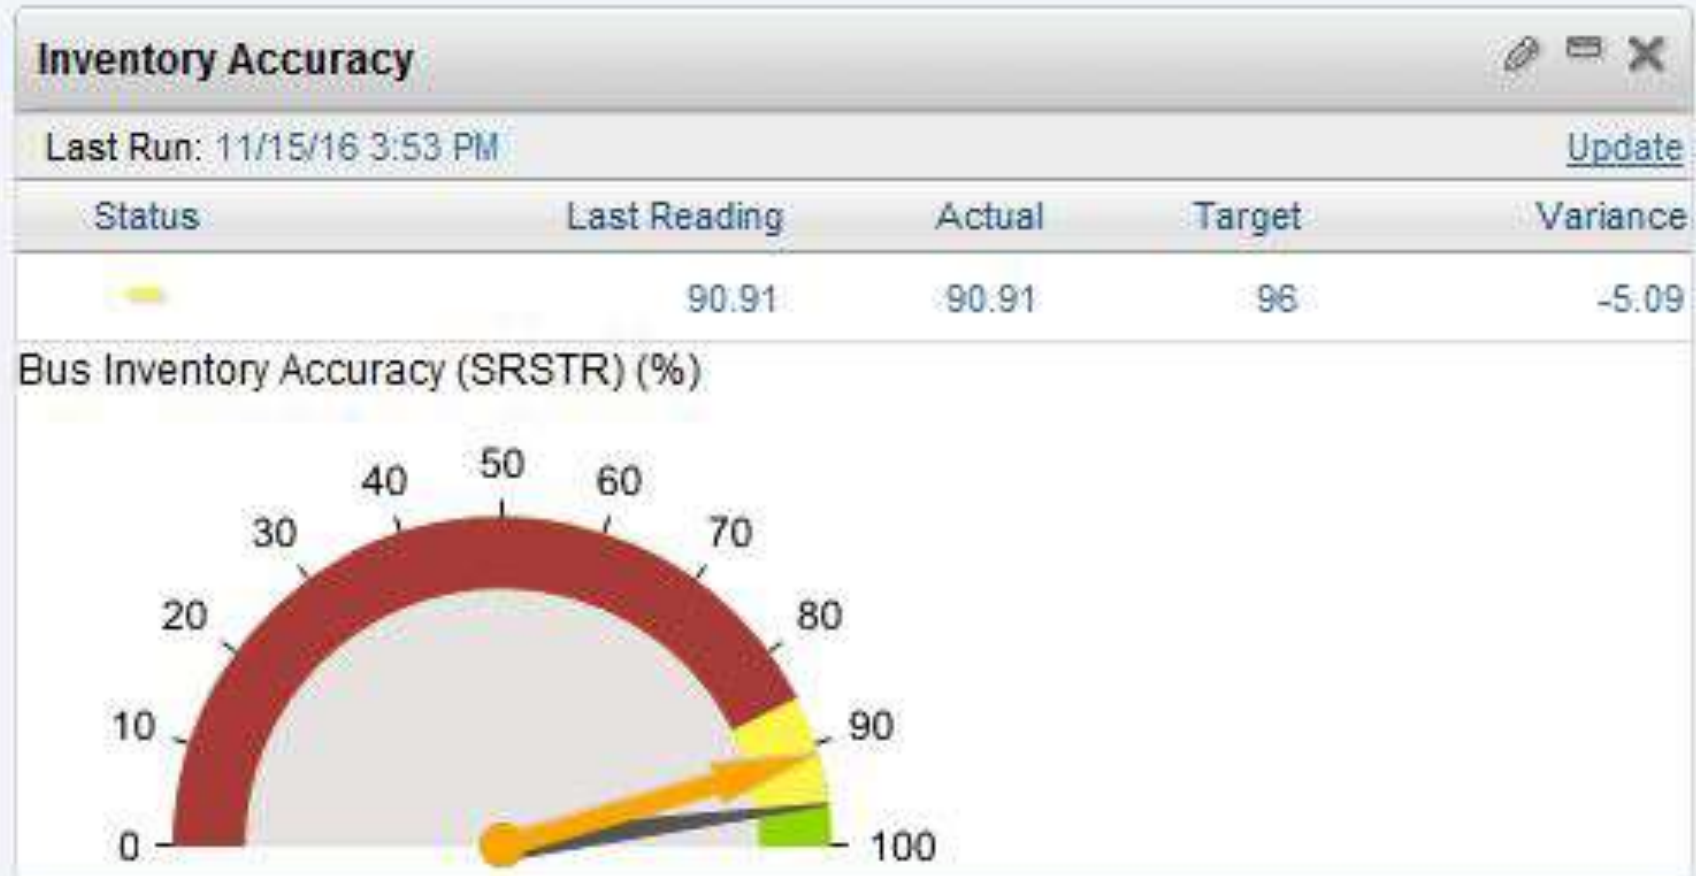 Inventory Accuracy
Last Run: 11/15/16 3:53 PM Update
Status Last Reading Actual Target Variance
90.91 90.91 96 -5.09
Bus Inventory Accuracy (SRSTR) (%)
0
10
20
30
40
50
60
70
80
90
100